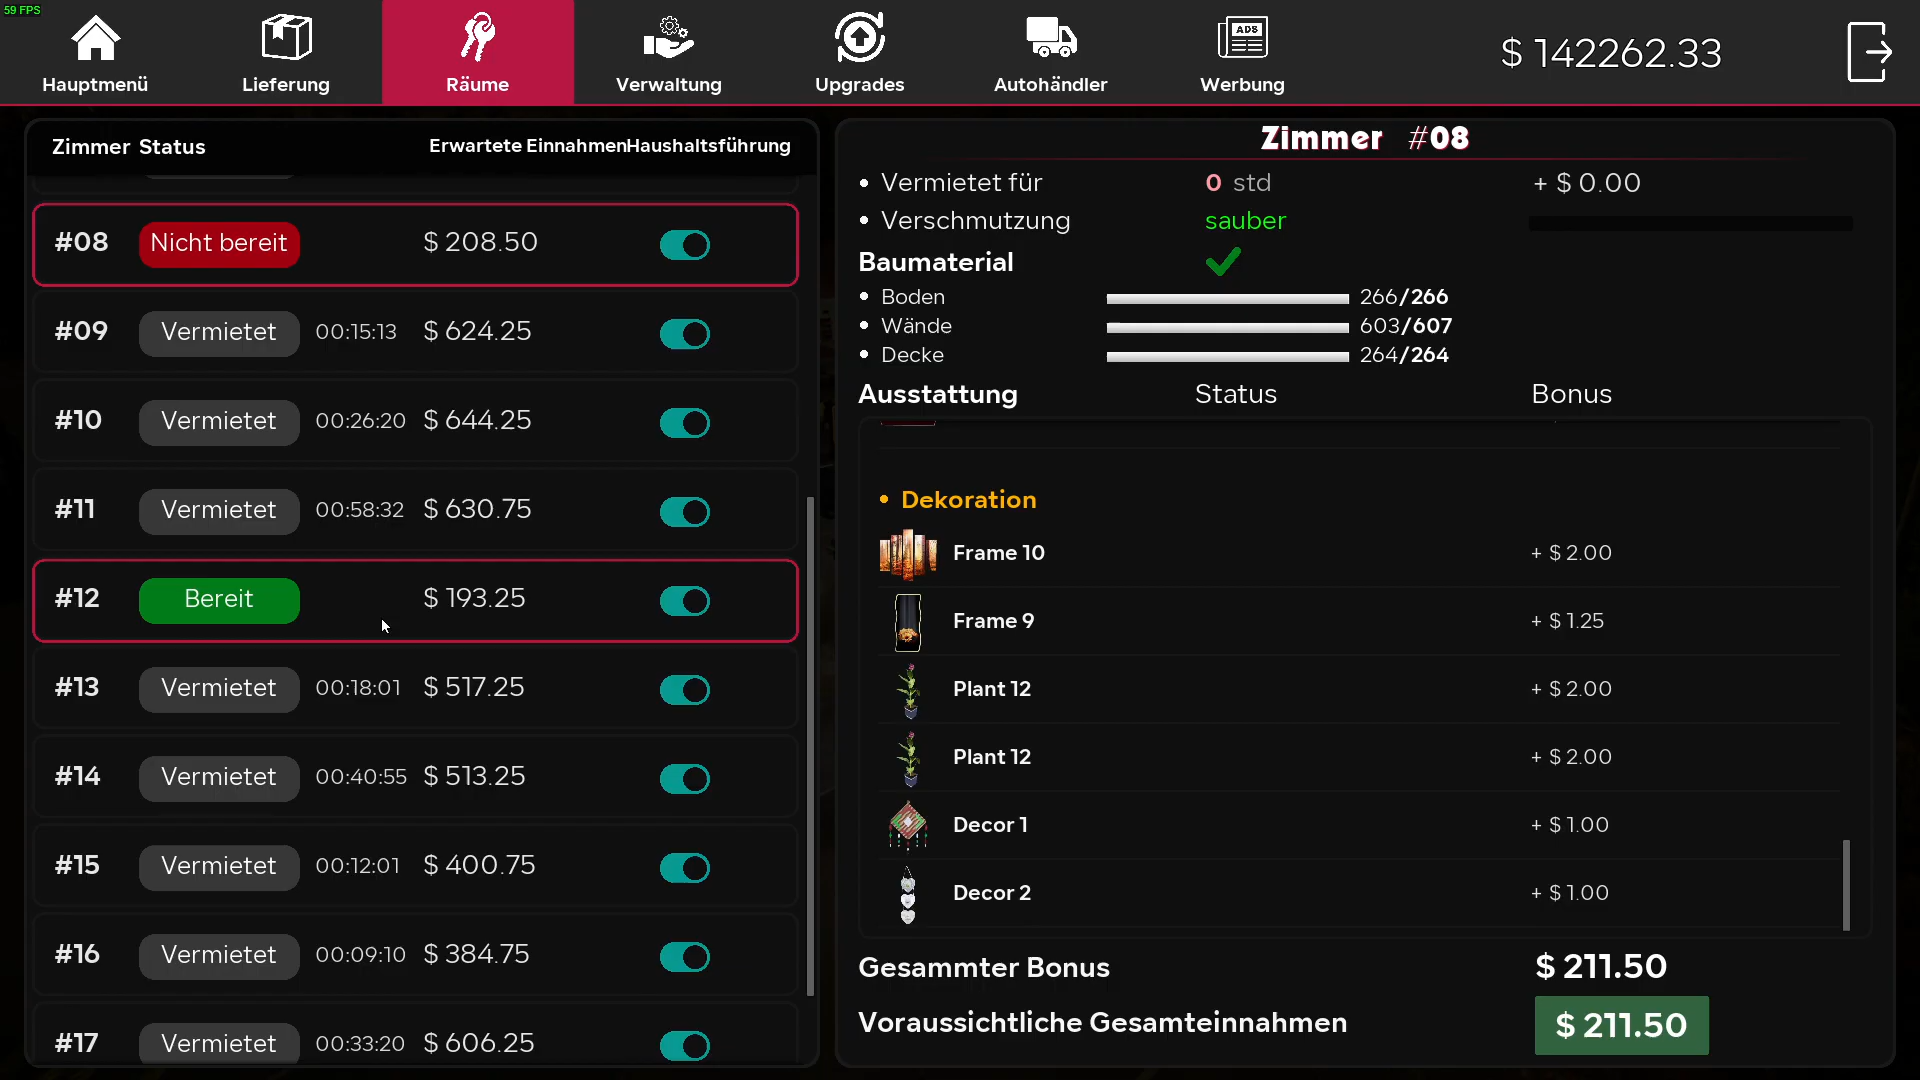 59 FPS
Hauptmenü
Lieferung
Räume
Verwaltung
Upgrades
Autohändler
ADS
Werbung
$ 142262.33
Zimmer Status Erwartete Einnahmen Haushaltsführung
#08 Nicht bereit $ 208.50
#09 Vermietet 00:15:13 $ 624.25
#10 Vermietet 00:26:20 $ 644.25
#11 Vermietet 00:58:32 $ 630.75
#12 Bereit $ 193.25
#13 Vermietet 00:18:01 $ 517.25
#14 Vermietet 00:40:55 $ 513.25
#15 Vermietet 00:12:01 $ 400.75
#16 Vermietet 00:09:10 $ 384.75
#17 Vermietet 00:33:20 $ 606.25
Zimmer #08
• Vermietet für 0 std + $ 0.00
• Verschmutzung sauber
Baumaterial
• Boden 266/266
• Wände 603/607
• Decke 264/264
Ausstattung Status Bonus
• Dekoration
Frame 10 + $ 2.00
Frame 9 + $ 1.25
Plant 12 + $ 2.00
Plant 12 + $ 2.00
Decor 1 + $ 1.00
Decor 2 + $ 1.00
Gesammter Bonus $ 211.50
Voraussichtliche Gesamteinnahmen $ 211.50